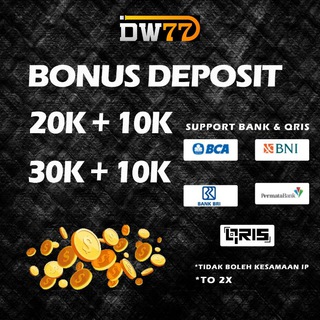 DW77
BONUS DEPOSIT
20K + 10K
30K + 10K
SUPPORT BANK & QRIS
BCA
BNI
BANK BRI
PermataBank
QRIS
*TIDAK BOLEH KESAMAAN IP
*TO 2X